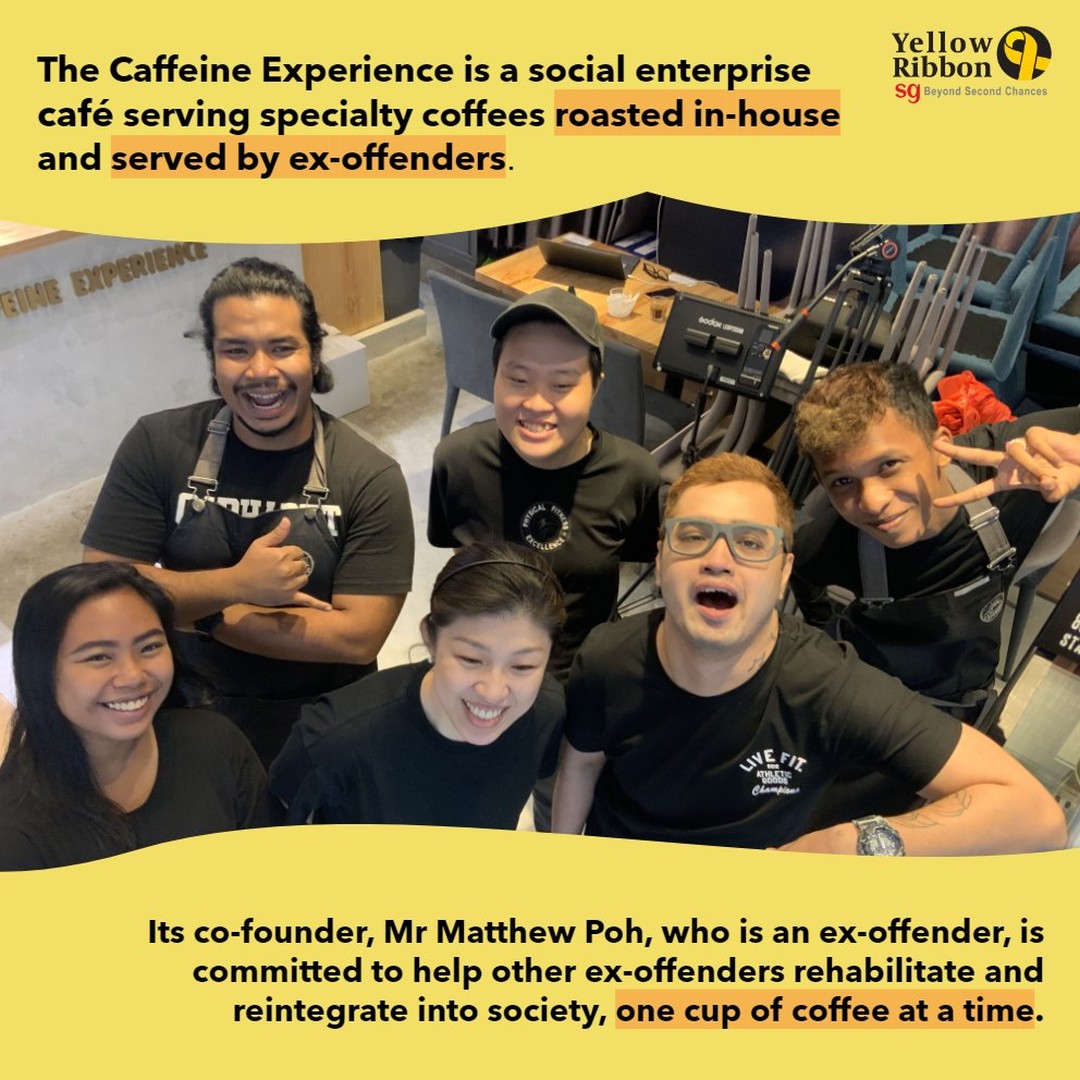 The Caffeine Experience is a social enterprise
café serving specialty coffees roasted in-house
and served by ex-offenders.
Yellow
Ribbon
sg Beyond Second Chances
FEINE EXPERIENCE
GODOX
PHYSICAL FITNESS
EXCELLENCE
LIVE FIT.
ATHLETIC
GOODS
Champions
Its co-founder, Mr Matthew Poh, who is an ex-offender, is
committed to help other ex-offenders rehabilitate and
reintegrate into society, one cup of coffee at a time.